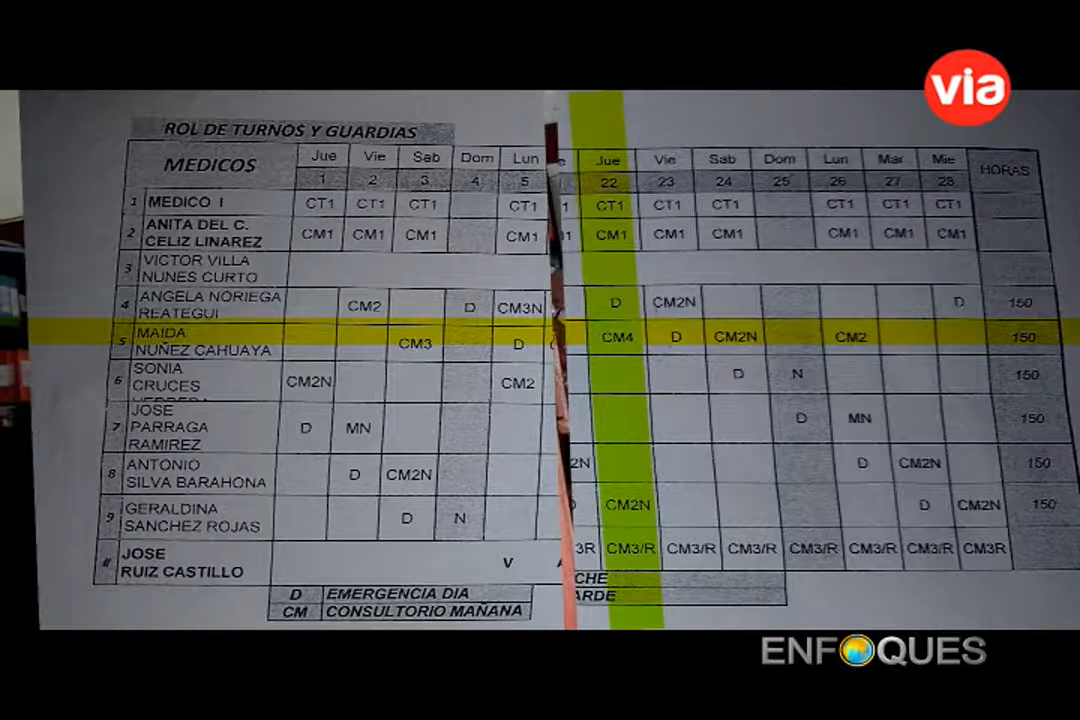 via
ROL DE TURNOS Y GUARDIAS
MEDICOS Jue Vie Sab Dom Lun Jue Vie Sab Dom Lun Mar Mie HORAS
1 2 3 4 5 22 23 24 25 26 27 28
1 MEDICO I CT1 CT1 CT1 CT1 CT1 CT1 CT1 CT1 CT1 CT1
2 ANITA DEL C.
CELIZ LINAREZ CM1 CM1 CM1 CM1 CM1 CM1 CM1 CM1 CM1 CM1
3 VICTOR VILLA
NUNES CURTO
4 ANGELA NORIEGA
REATEGUI CM2 D CM3N D CM2N D 150
5 MAIDA
NUÑEZ CAHUAYA CM3 D CM4 D CM2N CM2 150
6 SONIA
CRUCES CM2N CM2 D N 150
HERRERA
7 JOSE
PARRAGA D MN D MN 150
RAMIREZ
8 ANTONIO
SILVA BARAHONA D CM2N 2N D CM2N 150
9 GERALDINA
SANCHEZ ROJAS D N CM2N D CM2N 150
JOSE
RUIZ CASTILLO V 3R CM3/R CM3/R CM3/R CM3/R CM3/R CM3/R CM3R
D EMERGENCIA DIA CHE
CM CONSULTORIO MAÑANA ARDE
ENFOQUES